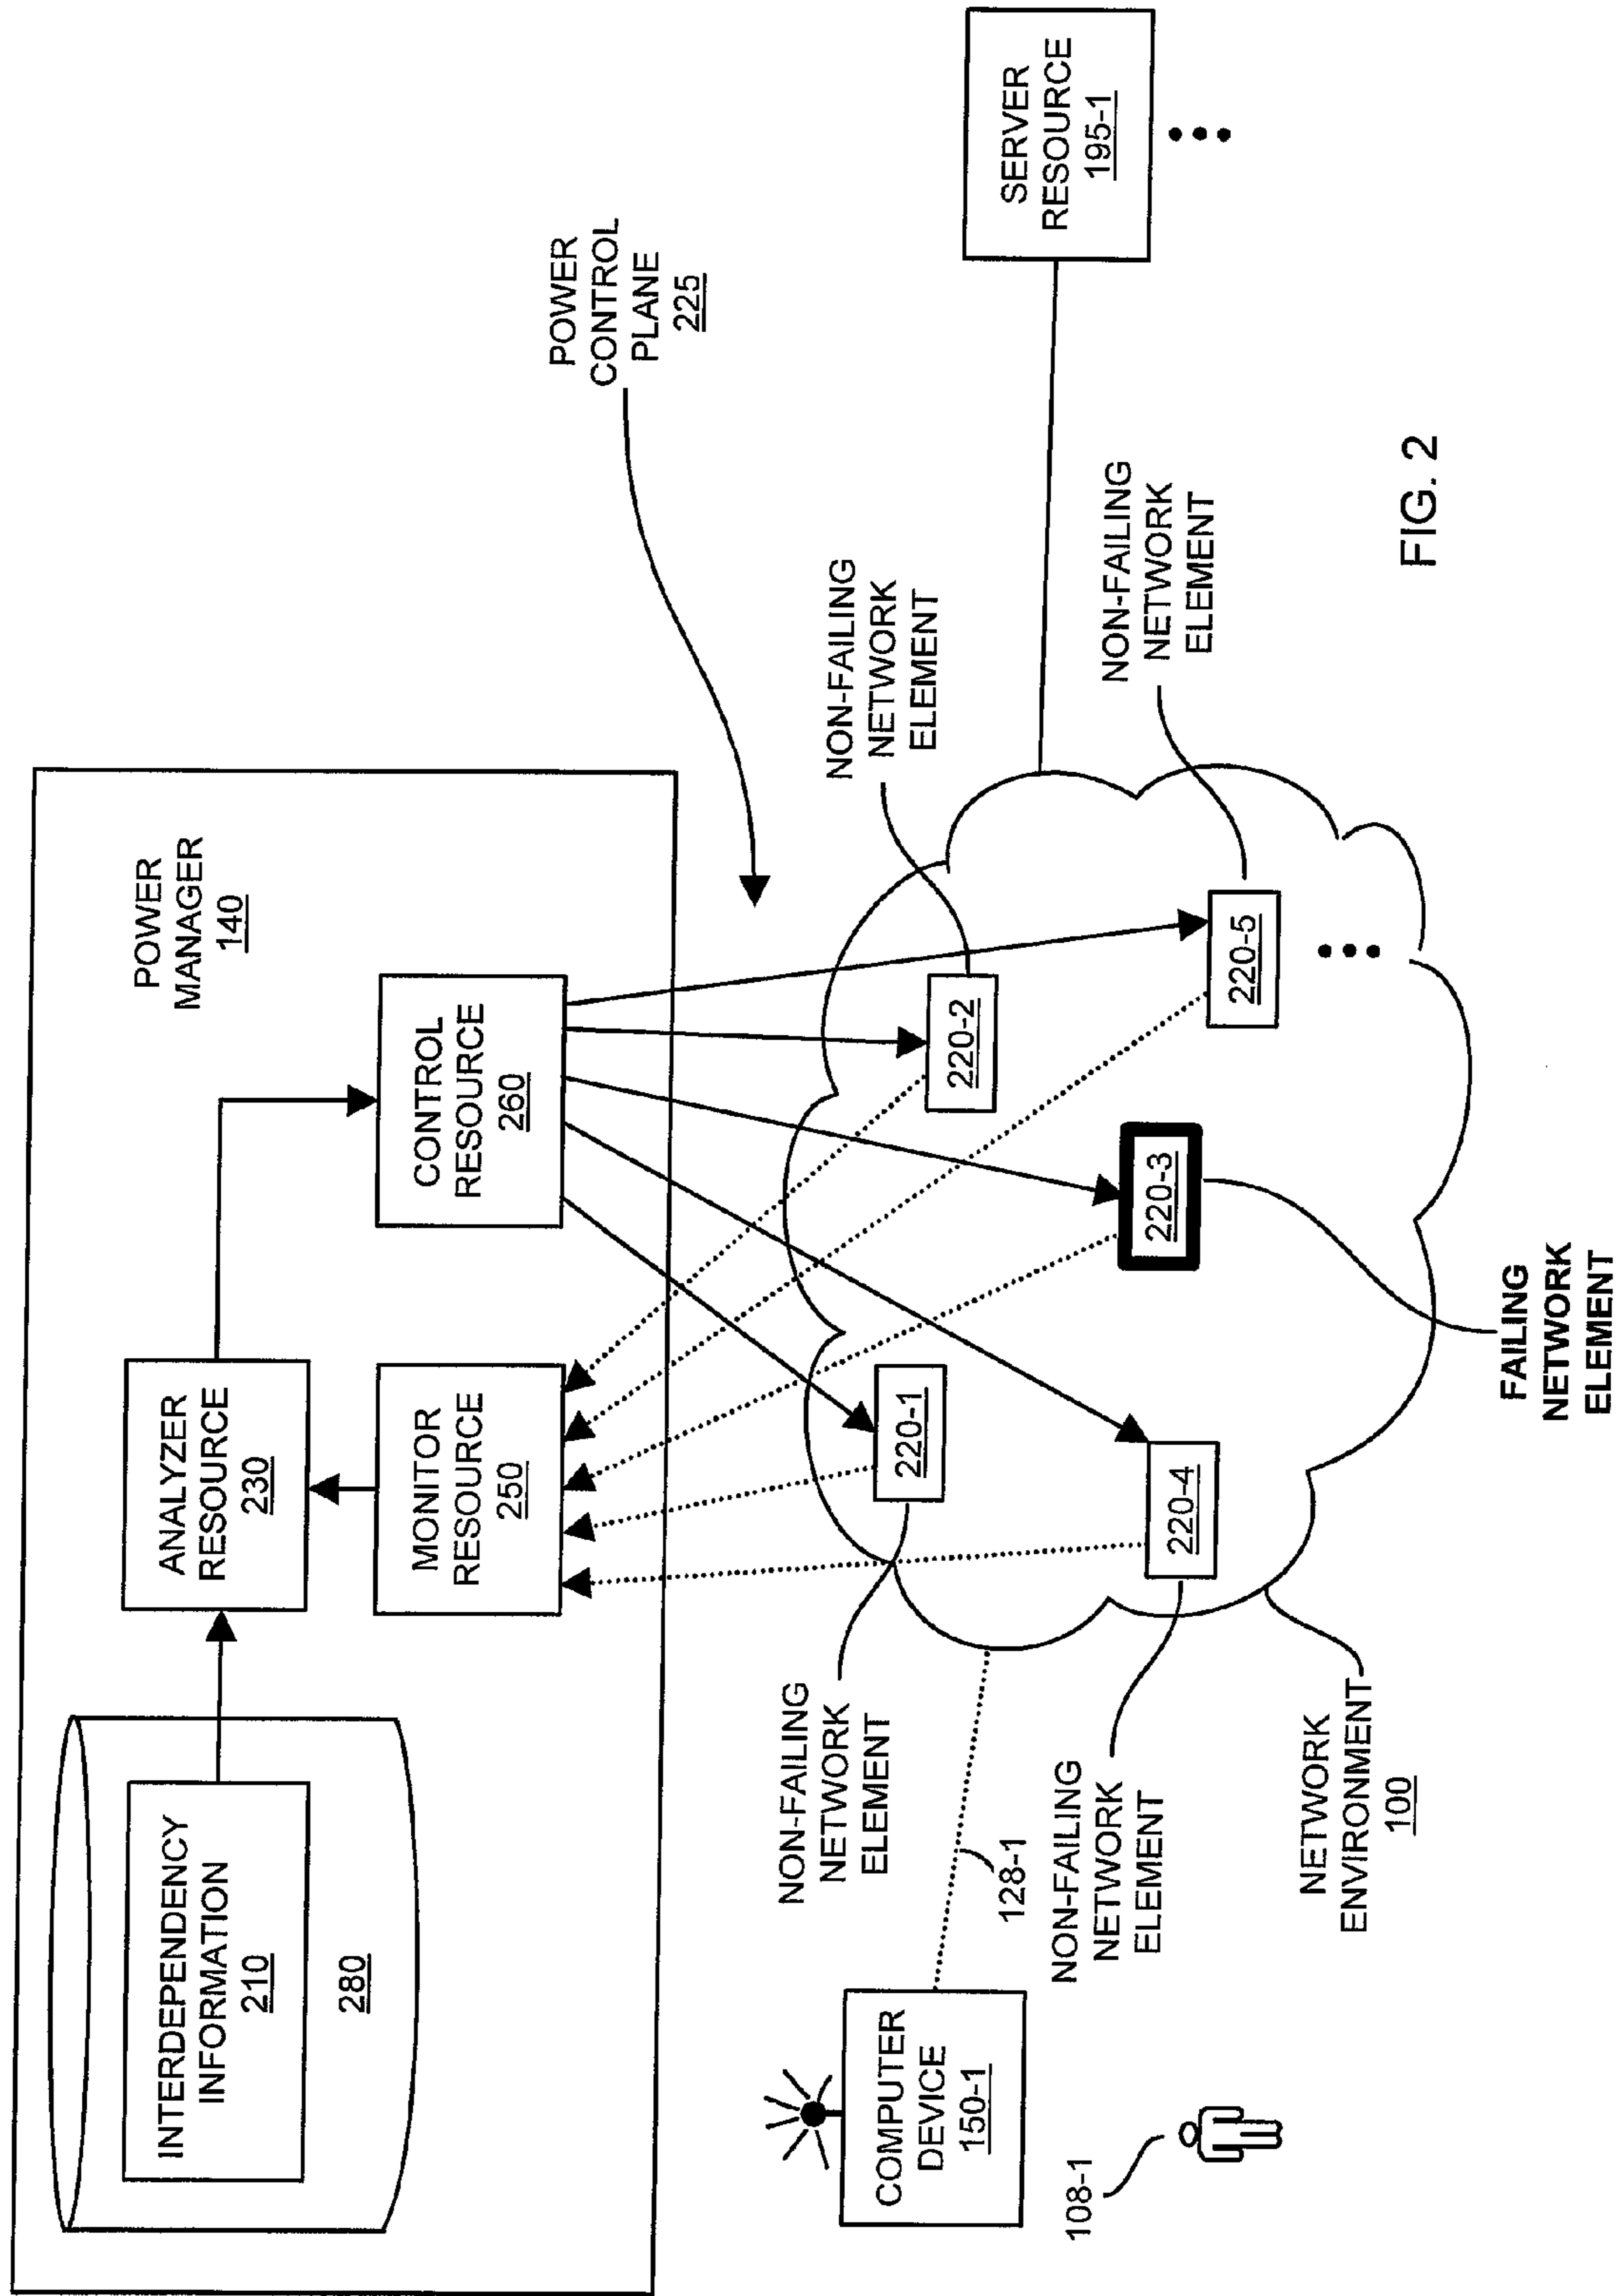 POWER
MANAGER
140
INTERDEPENDENCY
INFORMATION
210
280
ANALYZER
RESOURCE
230
MONITOR
RESOURCE
250
CONTROL
RESOURCE
260
POWER
CONTROL
PLANE
225
COMPUTER
DEVICE
150-1
108-1
128-1
NON-FAILING
NETWORK
ELEMENT
220-1
NON-FAILING
NETWORK
ELEMENT
220-2
220-3
FAILING
NETWORK
ELEMENT
NON-FAILING
NETWORK
ELEMENT
220-4
NON-FAILING
NETWORK
ELEMENT
220-5
NETWORK
ENVIRONMENT
100
SERVER
RESOURCE
195-1
FIG. 2